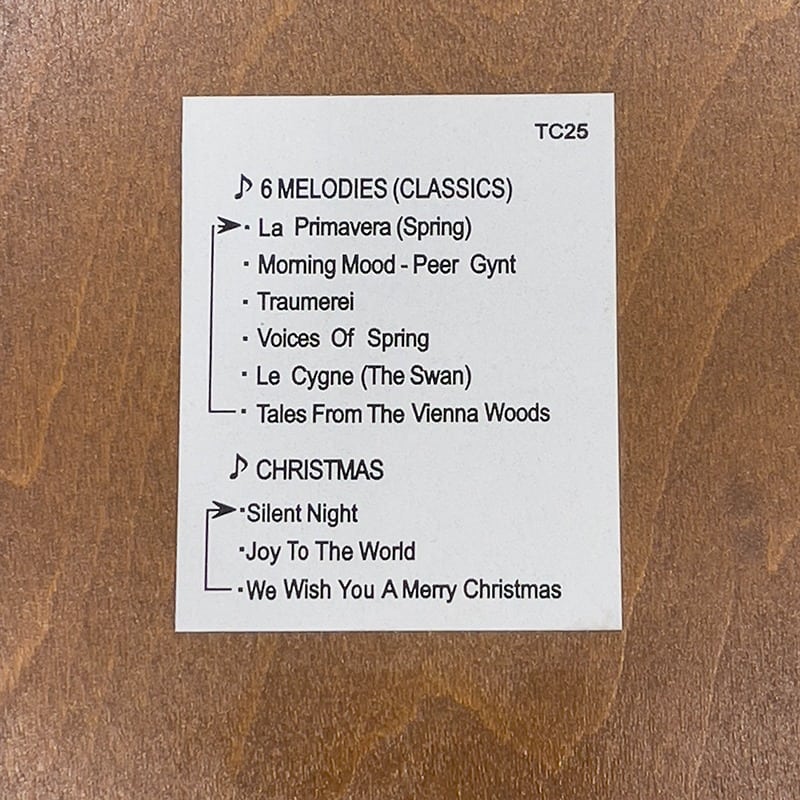 TC25
♪ 6 MELODIES (CLASSICS)
· La Primavera (Spring)
· Morning Mood - Peer Gynt
· Traumerei
· Voices Of Spring
· Le Cygne (The Swan)
· Tales From The Vienna Woods
♪ CHRISTMAS
·Silent Night
·Joy To The World
·We Wish You A Merry Christmas